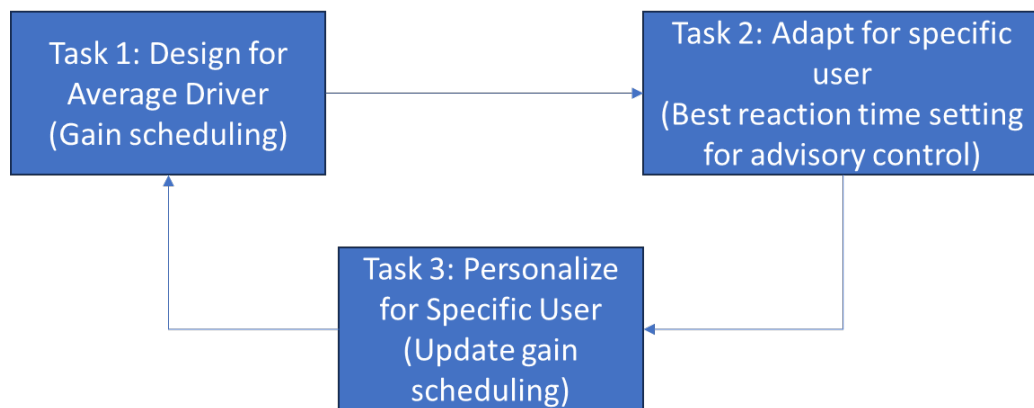 Task 1: Design for
Average Driver
(Gain scheduling)
Task 2: Adapt for specific
user
(Best reaction time setting
for advisory control)
Task 3: Personalize
for Specific User
(Update gain
scheduling)